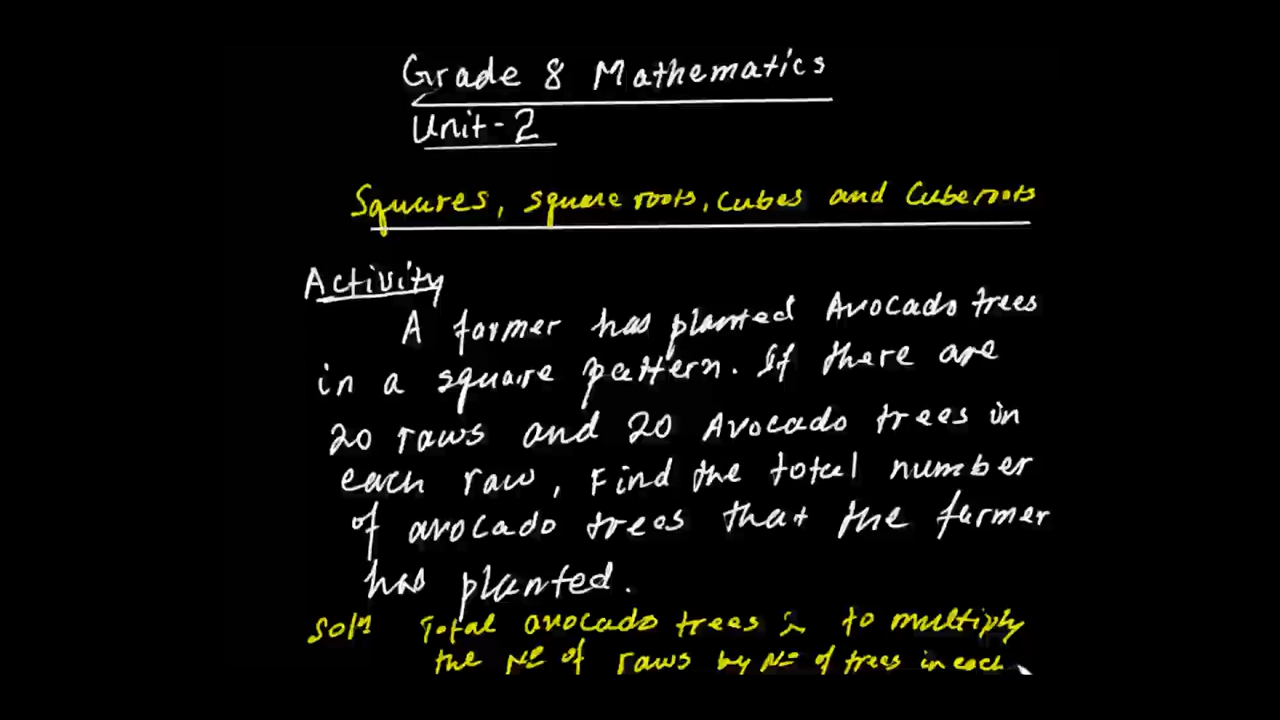 Grade 8 Mathematics
Unit-2
Squares, square roots, Cubes and Cuberoots
Activity
A farmer has planted Avocado trees
in a square pattern. If there are
20 raws and 20 Avocado trees in
each raw, Find the total number
of avocado trees that the farmer
has planted.
Soln Total avocado trees is to multiply
the No of raws by No of trees in each